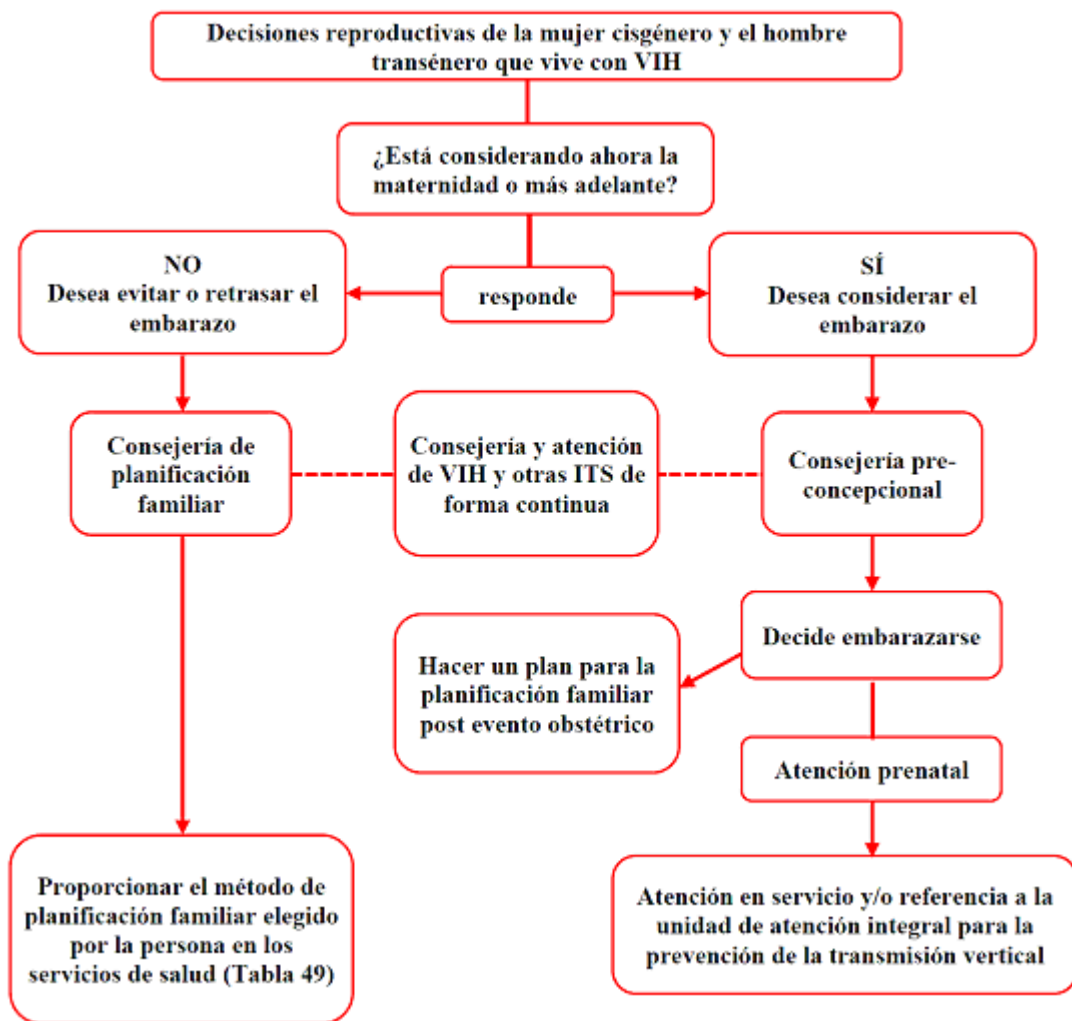 Decisiones reproductivas de la mujer cisgénero y el hombre
transénero que vive con VIH
¿Está considerando ahora la
maternidad o más adelante?
NO
Desea evitar o retrasar el
embarazo
responde
SÍ
Desea considerar el
embarazo
Consejería de
planificación
familiar
Consejería y atención
de VIH y otras ITS de
forma continua
Consejería pre-
concepcional
Decide embarazarse
Hacer un plan para la
planificación familiar
post evento obstétrico
Atención prenatal
Proporcionar el método de
planificación familiar elegido
por la persona en los
servicios de salud (Tabla 49)
Atención en servicio y/o referencia a la
unidad de atención integral para la
prevención de la transmisión vertical